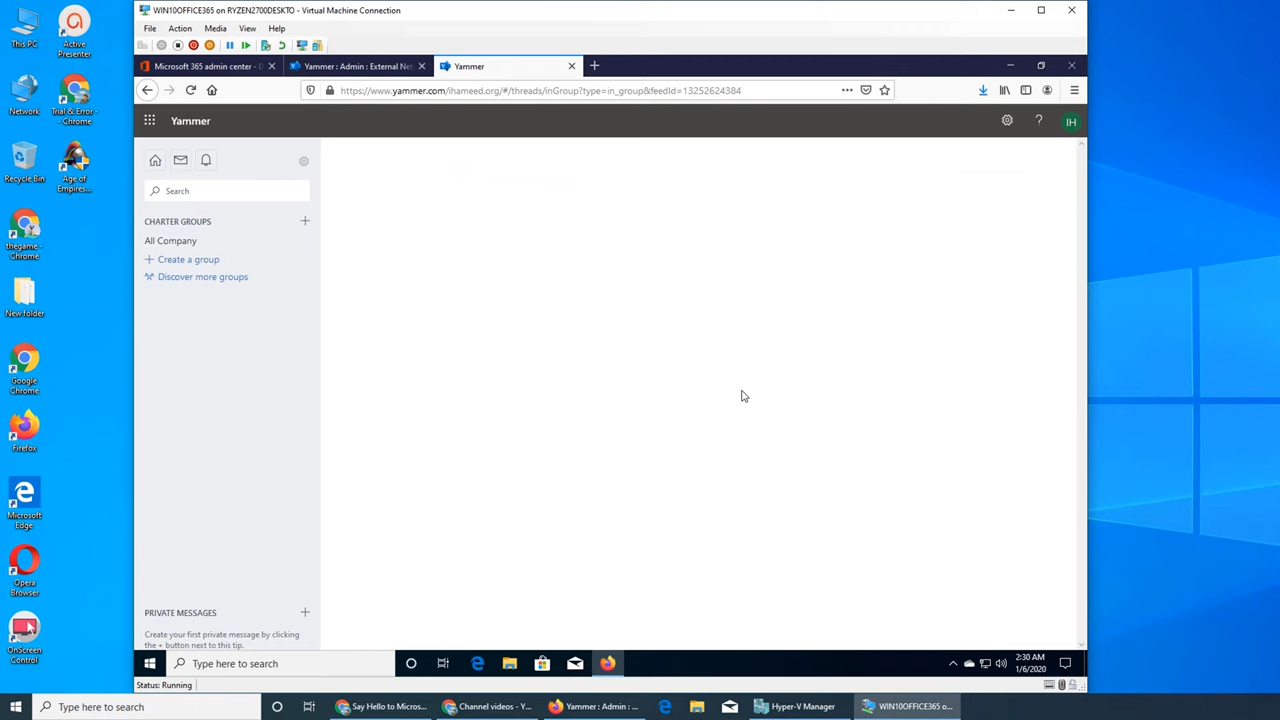 WIN10OFFICE365 on RYZEN2700DESKTO - Virtual Machine Connection
File Action Media View Help
Microsoft 365 admin center - D
Yammer : Admin : External Net
Yammer
https://www.yammer.com/ihameed.org/#/threads/inGroup?type=in_group&feedId=13252624384
Yammer
IH
Search
CHARTER GROUPS
All Company
Create a group
Discover more groups
PRIVATE MESSAGES
Create your first private message by clicking
the + button next to this tip.
Type here to search
2:30 AM
1/6/2020
Status: Running
This PC
Active
Presenter
Network
Trial & Error -
- Chrome
Recycle Bin
Age of
Empires...
thegame -
Chrome
New folder
Google
Chrome
Firefox
Microsoft
Edge
Opera
Browser
OnScreen
Control
Type here to search
Say Hello to Micros...
Channel videos - Y...
Yammer : Admin : ...
Hyper-V Manager
WIN10OFFICE365 o...